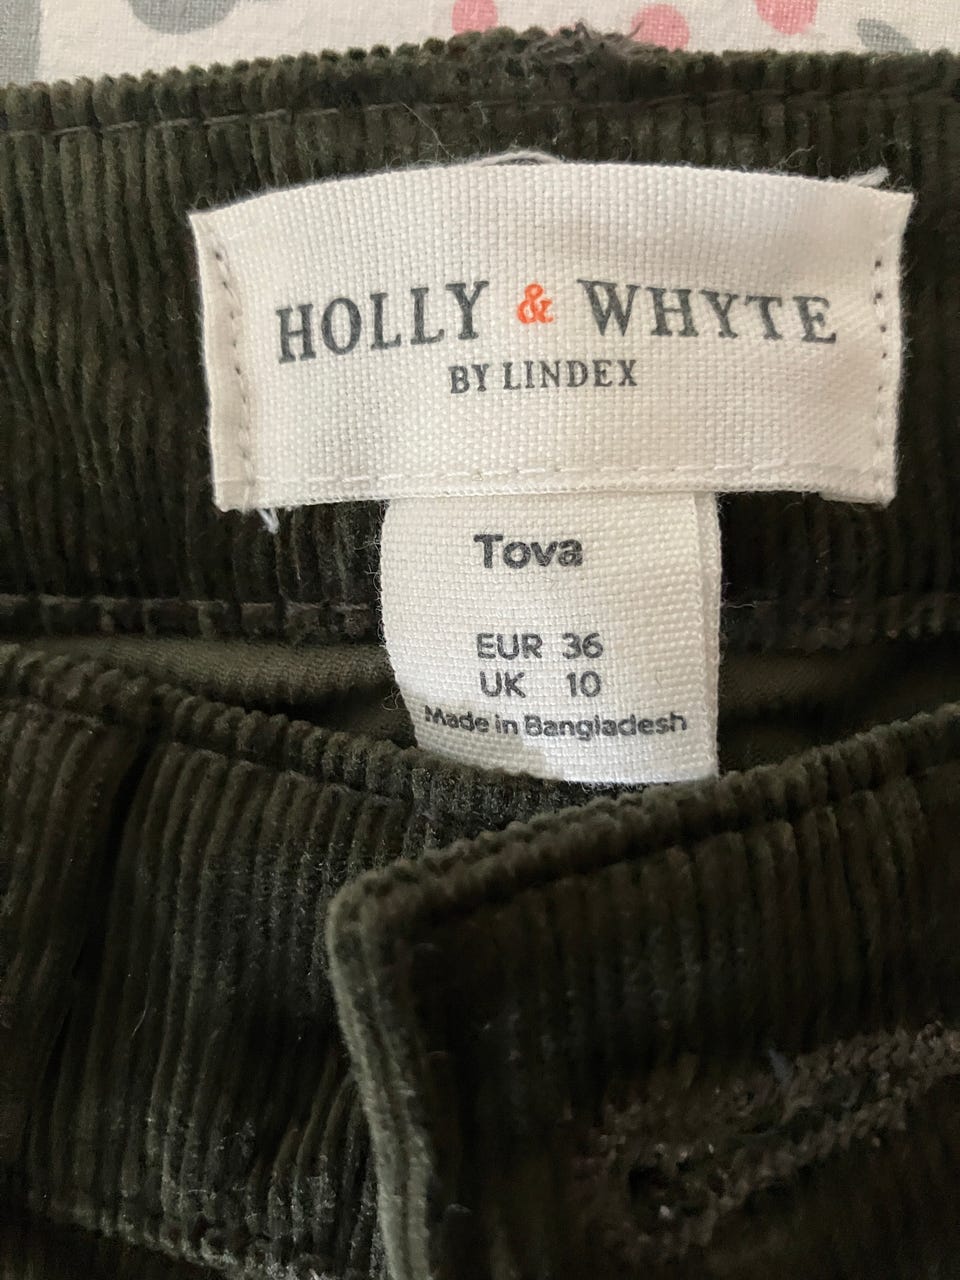 HOLLY & WHYTE
BY LINDEX
Tova
EUR 36
UK 10
Made in Bangladesh